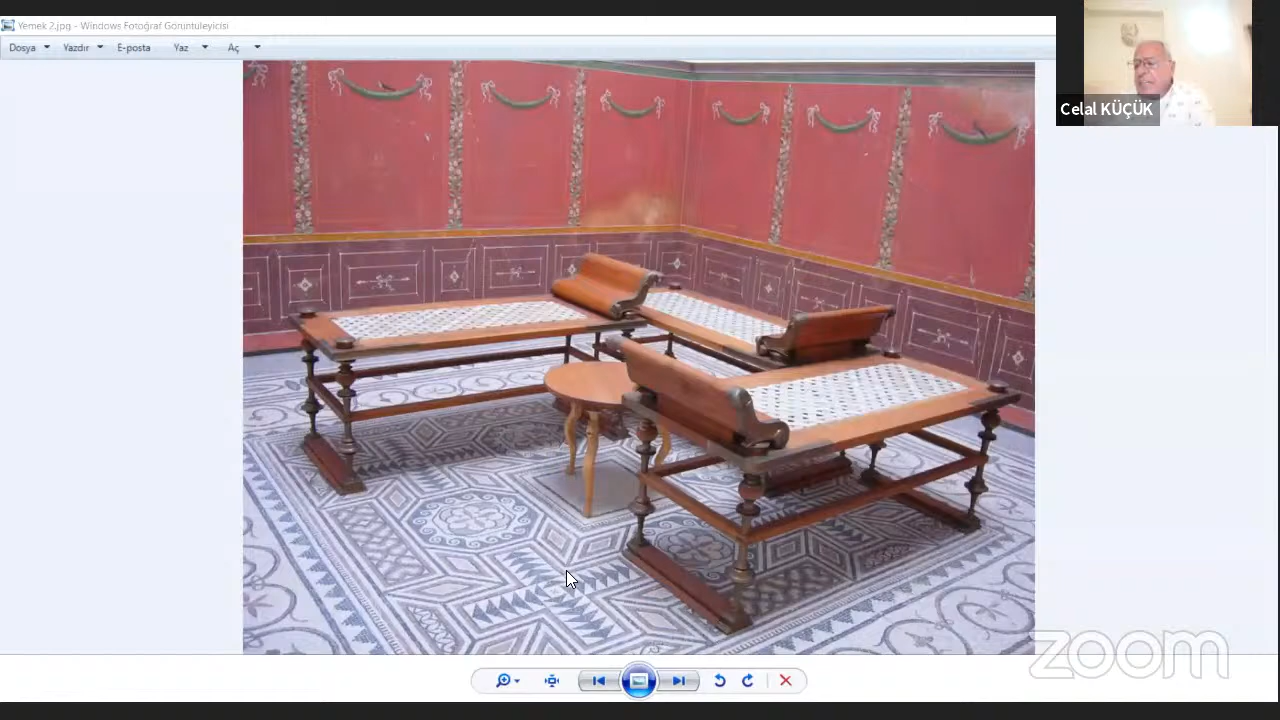 Yemek 2.jpg - Windows Fotoğraf Görüntüleyicisi
Dosya Yazdır E-posta Yaz Aç
Celal KÜÇÜK
zoom